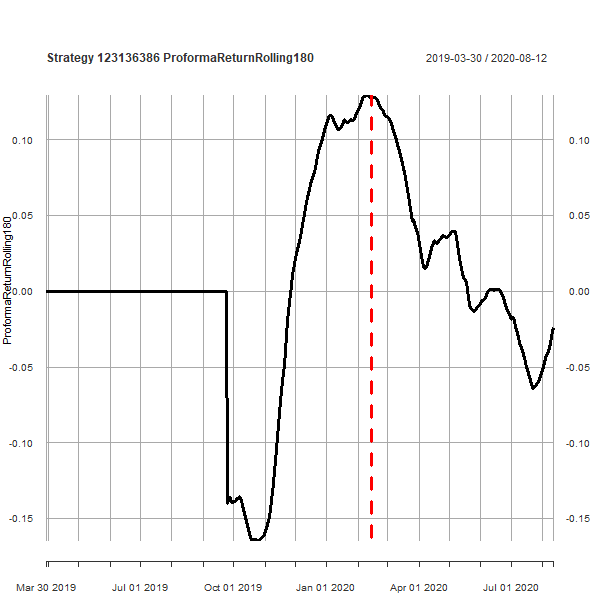 Strategy 123136386 ProformaReturnRolling180
2019-03-30 / 2020-08-12
ProformaReturnRolling180
0.10 0.10
0.05 0.05
0.00 0.00
-0.05 -0.05
-0.10 -0.10
-0.15 -0.15
Mar 30 2019 Jul 01 2019 Oct 01 2019 Jan 01 2020 Apr 01 2020 Jul 01 2020